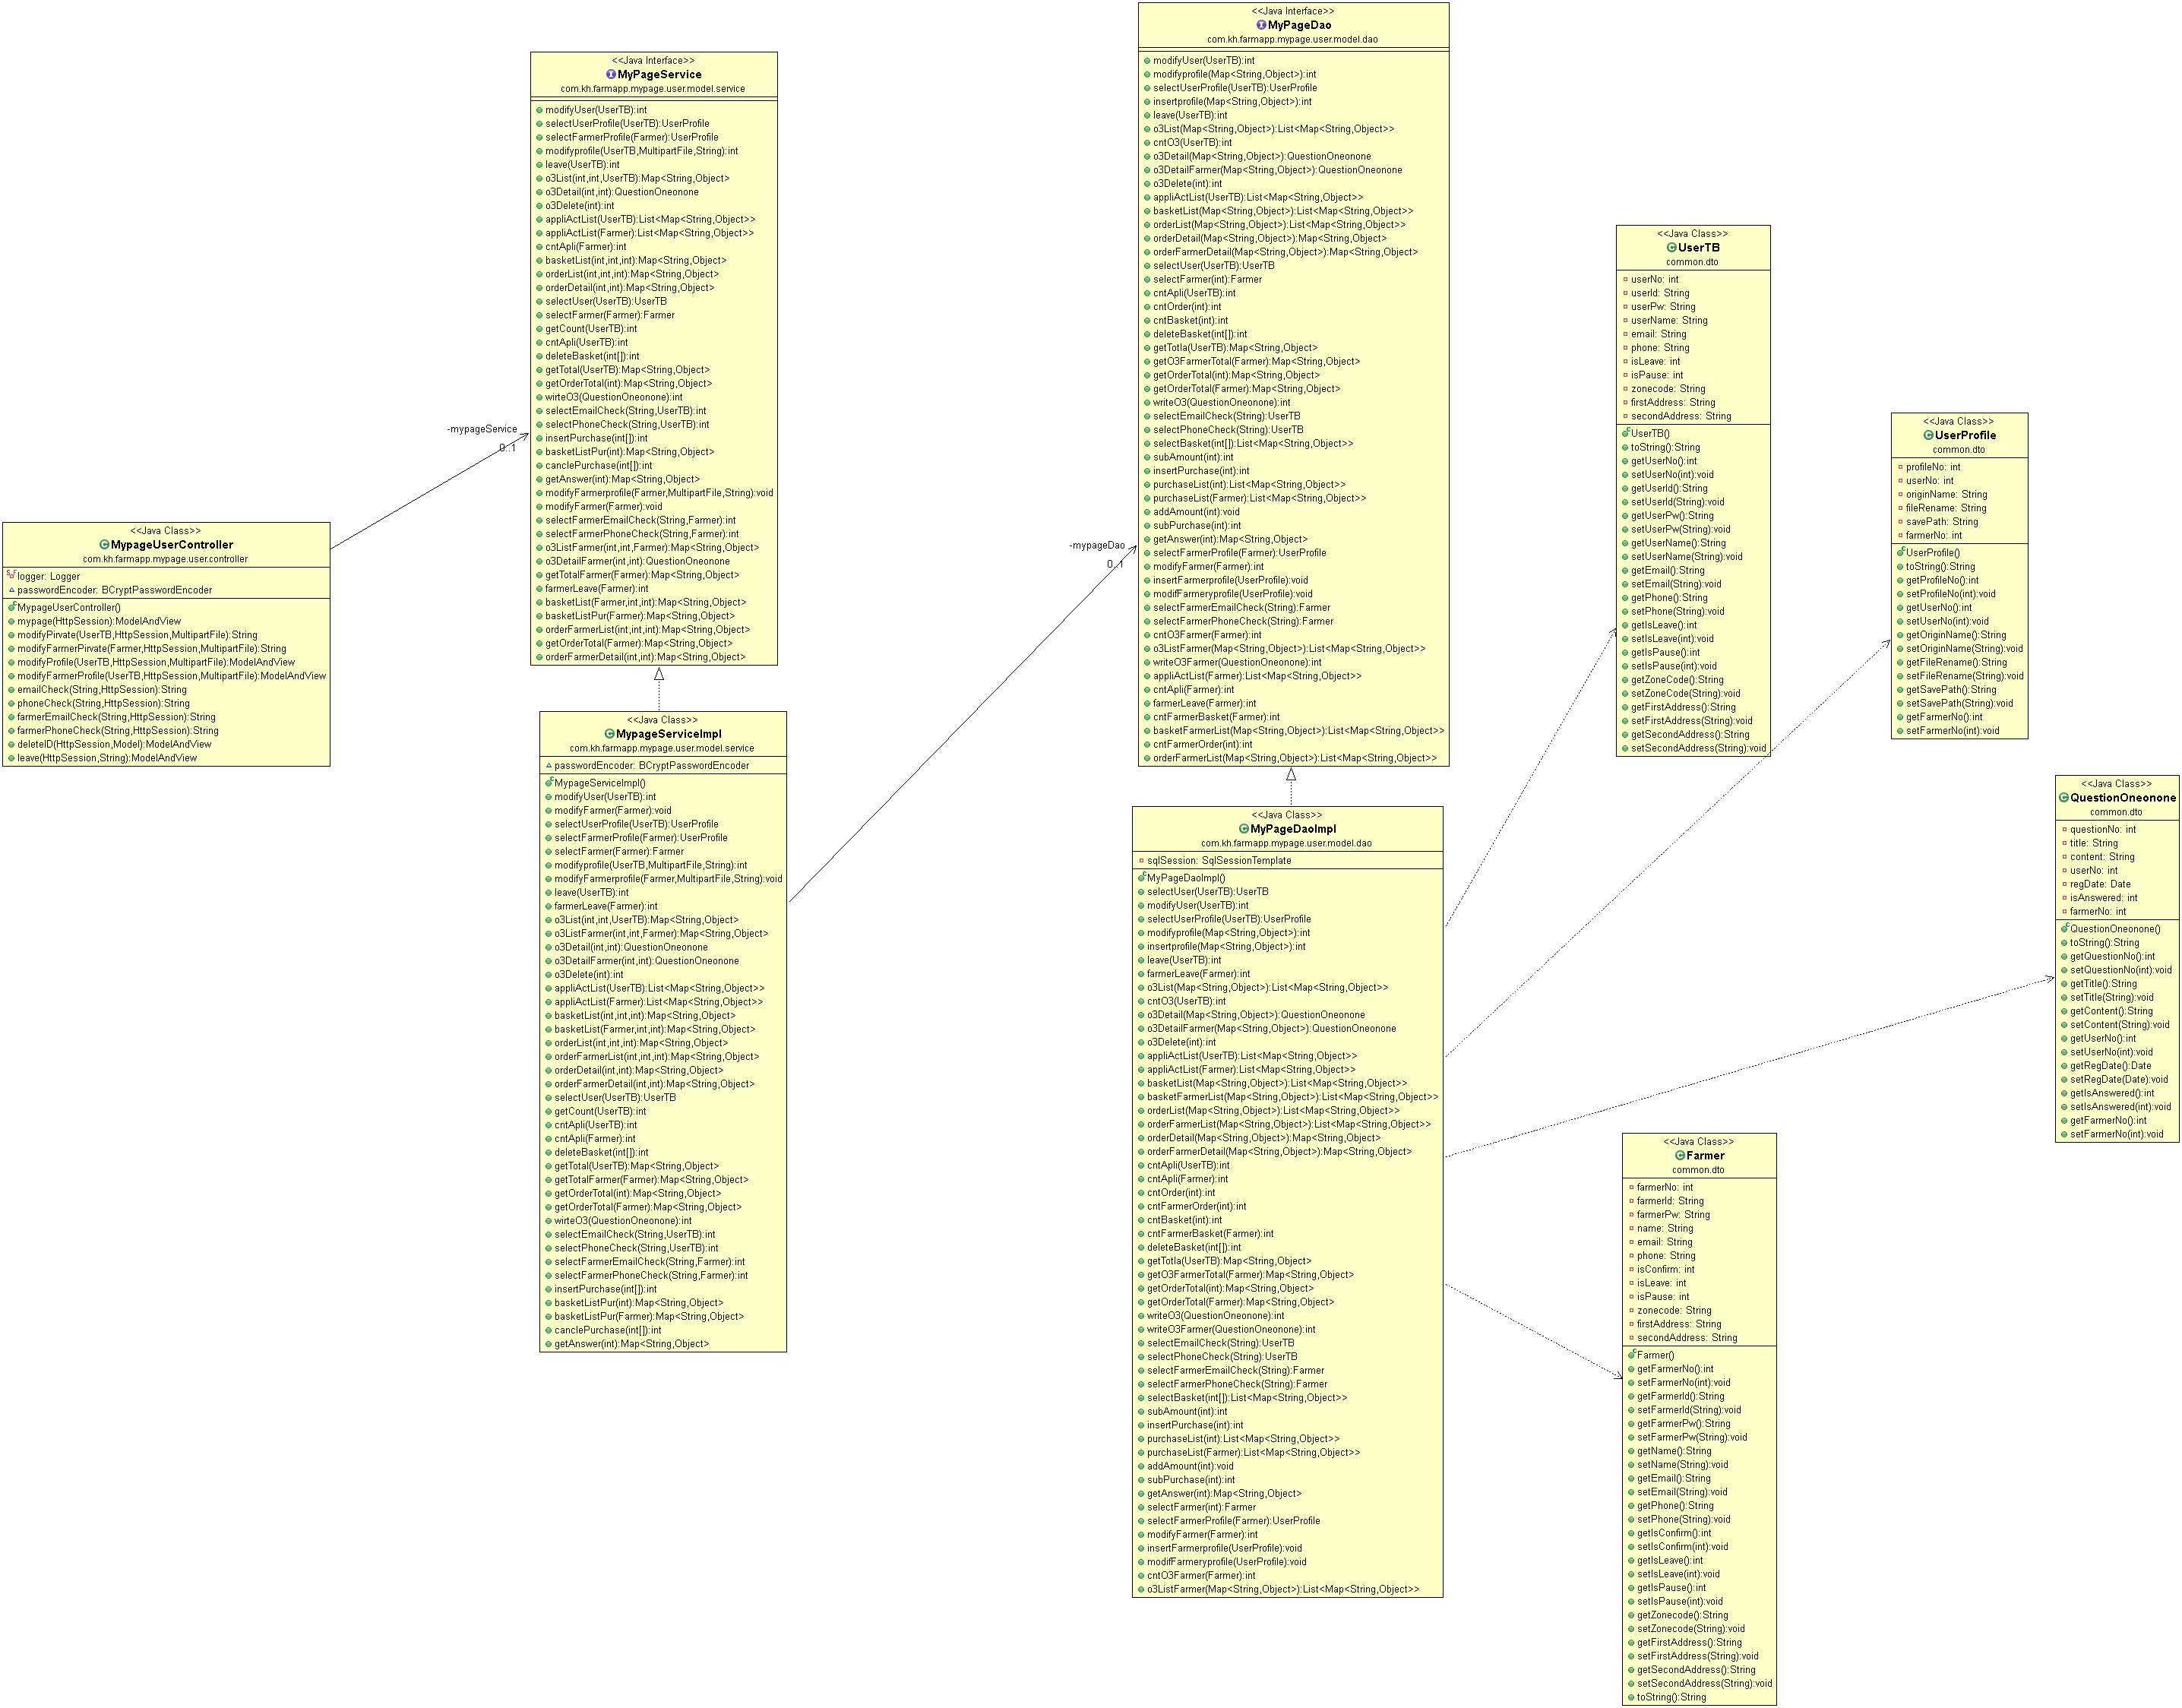 <<Java Class>>
MypageUserController
com.kh.farmapp.mypage.user.controller
logger: Logger
passwordEncoder: BCryptPasswordEncoder
MypageUserController()
mypage(HttpSession):ModelAndView
modifyPirvate(UserTB,HttpSession,MultipartFile):String
modifyFarmerPirvate(Farmer,HttpSession,MultipartFile):String
modifyProfile(UserTB,HttpSession,MultipartFile):ModelAndView
modifyFarmerProfile(UserTB,HttpSession,MultipartFile):ModelAndView
emailCheck(String,HttpSession):String
phoneCheck(String,HttpSession):String
farmerEmailCheck(String,HttpSession):String
farmerPhoneCheck(String,HttpSession):String
deleteID(HttpSession,Model):ModelAndView
leave(HttpSession,String):ModelAndView
-mypageService
0..1
<<Java Interface>>
MyPageService
com.kh.farmapp.mypage.user.model.service
modifyUser(UserTB):int
selectUserProfile(UserTB):UserProfile
selectFarmerProfile(Farmer):UserProfile
modifyprofile(UserTB,MultipartFile,String):int
leave(UserTB):int
o3List(int,int,UserTB):Map<String,Object>
o3Detail(int,int):QuestionOneonone
o3Delete(int):int
appliActList(UserTB):List<Map<String,Object>>
appliActList(Farmer):List<Map<String,Object>>
cntApli(Farmer):int
basketList(int,int,int):Map<String,Object>
orderList(int,int,int):Map<String,Object>
orderDetail(int,int):Map<String,Object>
selectUser(UserTB):UserTB
selectFarmer(Farmer):Farmer
getCount(UserTB):int
cntApli(UserTB):int
deleteBasket(int[]):int
getTotal(UserTB):Map<String,Object>
getOrderTotal(int):Map<String,Object>
wirteO3(QuestionOneonone):int
selectEmailCheck(String,UserTB):int
selectPhoneCheck(String,UserTB):int
insertPurchase(int[]):int
basketListPur(int):Map<String,Object>
canclePurchase(int[]):int
getAnswer(int):Map<String,Object>
modifyFarmerprofile(Farmer,MultipartFile,String):void
modifyFarmer(Farmer):void
selectFarmerEmailCheck(String,Farmer):int
selectFarmerPhoneCheck(String,Farmer):int
o3ListFarmer(int,int,Farmer):Map<String,Object>
o3DetailFarmer(int,int):QuestionOneonone
getTotalFarmer(Farmer):Map<String,Object>
farmerLeave(Farmer):int
basketList(Farmer,int,int):Map<String,Object>
basketListPur(Farmer):Map<String,Object>
orderFarmerList(int,int,int):Map<String,Object>
getOrderTotal(Farmer):Map<String,Object>
orderFarmerDetail(int,int):Map<String,Object>
<<Java Class>>
MypageServiceImpl
com.kh.farmapp.mypage.user.model.service
passwordEncoder: BCryptPasswordEncoder
MypageServiceImpl()
modifyUser(UserTB):int
modifyFarmer(Farmer):void
selectUserProfile(UserTB):UserProfile
selectFarmerProfile(Farmer):UserProfile
selectFarmer(Farmer):Farmer
modifyprofile(UserTB,MultipartFile,String):int
modifyFarmerprofile(Farmer,MultipartFile,String):void
leave(UserTB):int
farmerLeave(Farmer):int
o3List(int,int,UserTB):Map<String,Object>
o3ListFarmer(int,int,Farmer):Map<String,Object>
o3Detail(int,int):QuestionOneonone
o3DetailFarmer(int,int):QuestionOneonone
o3Delete(int):int
appliActList(UserTB):List<Map<String,Object>>
appliActList(Farmer):List<Map<String,Object>>
basketList(int,int,int):Map<String,Object>
basketList(Farmer,int,int):Map<String,Object>
orderList(int,int,int):Map<String,Object>
orderFarmerList(int,int,int):Map<String,Object>
orderDetail(int,int):Map<String,Object>
orderFarmerDetail(int,int):Map<String,Object>
selectUser(UserTB):UserTB
getCount(UserTB):int
cntApli(UserTB):int
cntApli(Farmer):int
deleteBasket(int[]):int
getTotal(UserTB):Map<String,Object>
getTotalFarmer(Farmer):Map<String,Object>
getOrderTotal(int):Map<String,Object>
getOrderTotal(Farmer):Map<String,Object>
wirteO3(QuestionOneonone):int
selectEmailCheck(String,UserTB):int
selectPhoneCheck(String,UserTB):int
selectFarmerEmailCheck(String,Farmer):int
selectFarmerPhoneCheck(String,Farmer):int
insertPurchase(int[]):int
basketListPur(int):Map<String,Object>
basketListPur(Farmer):Map<String,Object>
canclePurchase(int[]):int
getAnswer(int):Map<String,Object>
-mypageDao
0..1
<<Java Interface>>
MyPageDao
com.kh.farmapp.mypage.user.model.dao
modifyUser(UserTB):int
modifyprofile(Map<String,Object>):int
selectUserProfile(UserTB):UserProfile
insertprofile(Map<String,Object>):int
leave(UserTB):int
o3List(Map<String,Object>):List<Map<String,Object>>
cntO3(UserTB):int
o3Detail(Map<String,Object>):QuestionOneonone
o3DetailFarmer(Map<String,Object>):QuestionOneonone
o3Delete(int):int
appliActList(UserTB):List<Map<String,Object>>
basketList(Map<String,Object>):List<Map<String,Object>>
orderList(Map<String,Object>):List<Map<String,Object>>
orderDetail(Map<String,Object>):Map<String,Object>
orderFarmerDetail(Map<String,Object>):Map<String,Object>
selectUser(UserTB):UserTB
selectFarmer(int):Farmer
cntApli(UserTB):int
cntOrder(int):int
cntBasket(int):int
deleteBasket(int[]):int
getTotla(UserTB):Map<String,Object>
getO3FarmerTotal(Farmer):Map<String,Object>
getOrderTotal(int):Map<String,Object>
getOrderTotal(Farmer):Map<String,Object>
writeO3(QuestionOneonone):int
selectEmailCheck(String):UserTB
selectPhoneCheck(String):UserTB
selectBasket(int[]):List<Map<String,Object>>
subAmount(int):int
insertPurchase(int):int
purchaseList(int):List<Map<String,Object>>
purchaseList(Farmer):List<Map<String,Object>>
addAmount(int):void
subPurchase(int):int
getAnswer(int):Map<String,Object>
selectFarmerProfile(Farmer):UserProfile
modifyFarmer(Farmer):int
insertFarmerprofile(UserProfile):void
modifFarmeryprofile(UserProfile):void
selectFarmerEmailCheck(String):Farmer
selectFarmerPhoneCheck(String):Farmer
cntO3Farmer(Farmer):int
o3ListFarmer(Map<String,Object>):List<Map<String,Object>>
writeO3Farmer(QuestionOneonone):int
appliActList(Farmer):List<Map<String,Object>>
cntApli(Farmer):int
farmerLeave(Farmer):int
cntFarmerBasket(Farmer):int
basketFarmerList(Map<String,Object>):List<Map<String,Object>>
cntFarmerOrder(int):int
orderFarmerList(Map<String,Object>):List<Map<String,Object>>
<<Java Class>>
MyPageDaoImpl
com.kh.farmapp.mypage.user.model.dao
sqlSession: SqlSessionTemplate
MyPageDaoImpl()
selectUser(UserTB):UserTB
modifyUser(UserTB):int
selectUserProfile(UserTB):UserProfile
modifyprofile(Map<String,Object>):int
insertprofile(Map<String,Object>):int
leave(UserTB):int
farmerLeave(Farmer):int
o3List(Map<String,Object>):List<Map<String,Object>>
cntO3(UserTB):int
o3Detail(Map<String,Object>):QuestionOneonone
o3DetailFarmer(Map<String,Object>):QuestionOneonone
o3Delete(int):int
appliActList(UserTB):List<Map<String,Object>>
appliActList(Farmer):List<Map<String,Object>>
basketList(Map<String,Object>):List<Map<String,Object>>
basketFarmerList(Map<String,Object>):List<Map<String,Object>>
orderList(Map<String,Object>):List<Map<String,Object>>
orderFarmerList(Map<String,Object>):List<Map<String,Object>>
orderDetail(Map<String,Object>):Map<String,Object>
orderFarmerDetail(Map<String,Object>):Map<String,Object>
cntApli(UserTB):int
cntApli(Farmer):int
cntOrder(int):int
cntFarmerOrder(int):int
cntBasket(int):int
cntFarmerBasket(Farmer):int
deleteBasket(int[]):int
getTotla(UserTB):Map<String,Object>
getO3FarmerTotal(Farmer):Map<String,Object>
getOrderTotal(int):Map<String,Object>
getOrderTotal(Farmer):Map<String,Object>
writeO3(QuestionOneonone):int
writeO3Farmer(QuestionOneonone):int
selectEmailCheck(String):UserTB
selectPhoneCheck(String):UserTB
selectFarmerEmailCheck(String):Farmer
selectFarmerPhoneCheck(String):Farmer
selectBasket(int[]):List<Map<String,Object>>
subAmount(int):int
insertPurchase(int):int
purchaseList(int):List<Map<String,Object>>
purchaseList(Farmer):List<Map<String,Object>>
addAmount(int):void
subPurchase(int):int
getAnswer(int):Map<String,Object>
selectFarmer(int):Farmer
selectFarmerProfile(Farmer):UserProfile
modifyFarmer(Farmer):int
insertFarmerprofile(UserProfile):void
modifFarmeryprofile(UserProfile):void
cntO3Farmer(Farmer):int
o3ListFarmer(Map<String,Object>):List<Map<String,Object>>
<<Java Class>>
UserTB
common.dto
userNo: int
userId: String
userPw: String
userName: String
email: String
phone: String
isLeave: int
isPause: int
zonecode: String
firstAddress: String
secondAddress: String
UserTB()
toString():String
getUserNo():int
setUserNo(int):void
getUserId():String
setUserId(String):void
getUserPw():String
setUserPw(String):void
getUserName():String
setUserName(String):void
getEmail():String
setEmail(String):void
getPhone():String
setPhone(String):void
getIsLeave():int
setIsLeave(int):void
getIsPause():int
setIsPause(int):void
getZoneCode():String
setZoneCode(String):void
getFirstAddress():String
setFirstAddress(String):void
getSecondAddress():String
setSecondAddress(String):void
<<Java Class>>
UserProfile
common.dto
profileNo: int
userNo: int
originName: String
fileRename: String
savePath: String
farmerNo: int
UserProfile()
toString():String
getProfileNo():int
setProfileNo(int):void
getUserNo():int
setUserNo(int):void
getOriginName():String
setOriginName(String):void
getFileRename():String
setFileRename(String):void
getSavePath():String
setSavePath(String):void
getFarmerNo():int
setFarmerNo(int):void
<<Java Class>>
QuestionOneonone
common.dto
questionNo: int
title: String
content: String
userNo: int
regDate: Date
isAnswered: int
farmerNo: int
QuestionOneonone()
toString():String
getQuestionNo():int
setQuestionNo(int):void
getTitle():String
setTitle(String):void
getContent():String
setContent(String):void
getUserNo():int
setUserNo(int):void
getRegDate():Date
setRegDate(Date):void
getIsAnswered():int
setIsAnswered(int):void
getFarmerNo():int
setFarmerNo(int):void
<<Java Class>>
Farmer
common.dto
farmerNo: int
farmerId: String
farmerPw: String
name: String
email: String
phone: String
isConfirm: int
isLeave: int
isPause: int
zonecode: String
firstAddress: String
secondAddress: String
Farmer()
getFarmerNo():int
setFarmerNo(int):void
getFarmerId():String
setFarmerId(String):void
getFarmerPw():String
setFarmerPw(String):void
getName():String
setName(String):void
getEmail():String
setEmail(String):void
getPhone():String
setPhone(String):void
getIsConfirm():int
setIsConfirm(int):void
getIsLeave():int
setIsLeave(int):void
getIsPause():int
setIsPause(int):void
getZonecode():String
setZonecode(String):void
getFirstAddress():String
setFirstAddress(String):void
getSecondAddress():String
setSecondAddress(String):void
toString():String